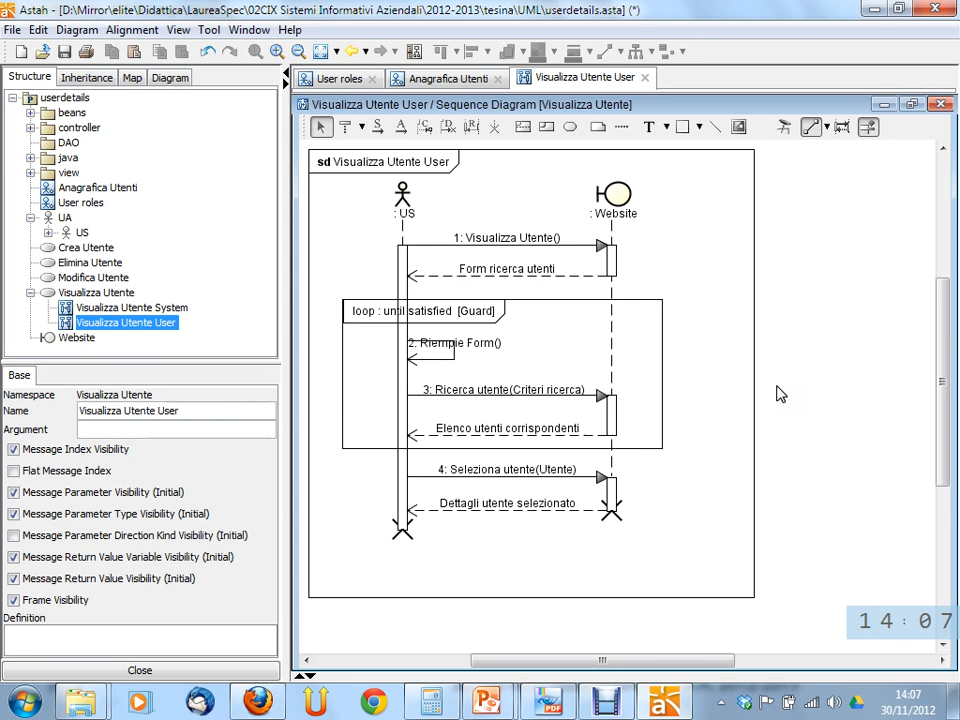 Astah - [D:\Mirror\elite\Didattica\LaureaSpec\02CIX Sistemi Informativi Aziendali\2012-2013\tesina\UML\userdetails.asta] (*)
File Edit Diagram Alignment View Tool Window Help
Structure Inheritance Map Diagram
User roles Anagrafica Utenti Visualizza Utente User
userdetails
beans
controller
DAO
java
view
Anagrafica Utenti
User roles
UA
US
Crea Utente
Elimina Utente
Modifica Utente
Visualizza Utente
Visualizza Utente System
Visualizza Utente User
Website
Base
Namespace Visualizza Utente
Name Visualizza Utente User
Argument
Message Index Visibility
Flat Message Index
Message Parameter Visibility (Initial)
Message Parameter Type Visibility (Initial)
Message Parameter Direction Kind Visibility (Initial)
Message Return Value Variable Visibility (Initial)
Message Return Value Visibility (Initial)
Frame Visibility
Definition
Close
Visualizza Utente User / Sequence Diagram [Visualizza Utente]
T
sd Visualizza Utente User
: US : Website
1: Visualizza Utente()
Form ricerca utenti
loop : until satisfied [Guard]
2: Riempie Form()
3: Ricerca utente(Criteri ricerca)
Elenco utenti corrispondenti
4: Seleziona utente(Utente)
Dettagli utente selezionato
14:07
PDF
14:07
30/11/2012